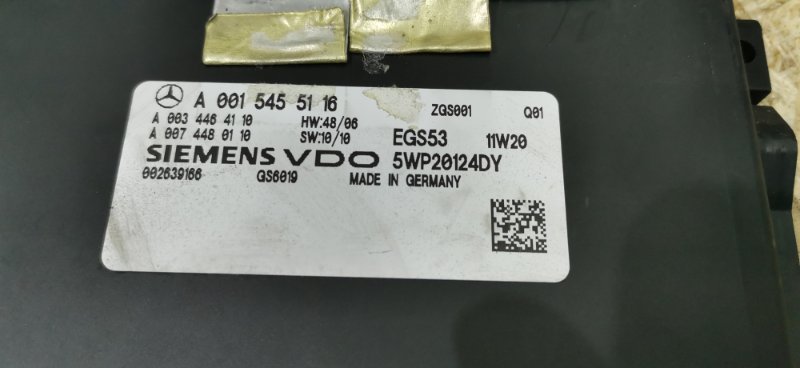 A 001 545 51 16 ZGS001 Q01
A 003 446 41 10 HW:48/06
A 007 448 01 10 SW:10/10 EGS53 11W20
SIEMENS VDO 5WP20124DY
002639166 GS6019 MADE IN GERMANY